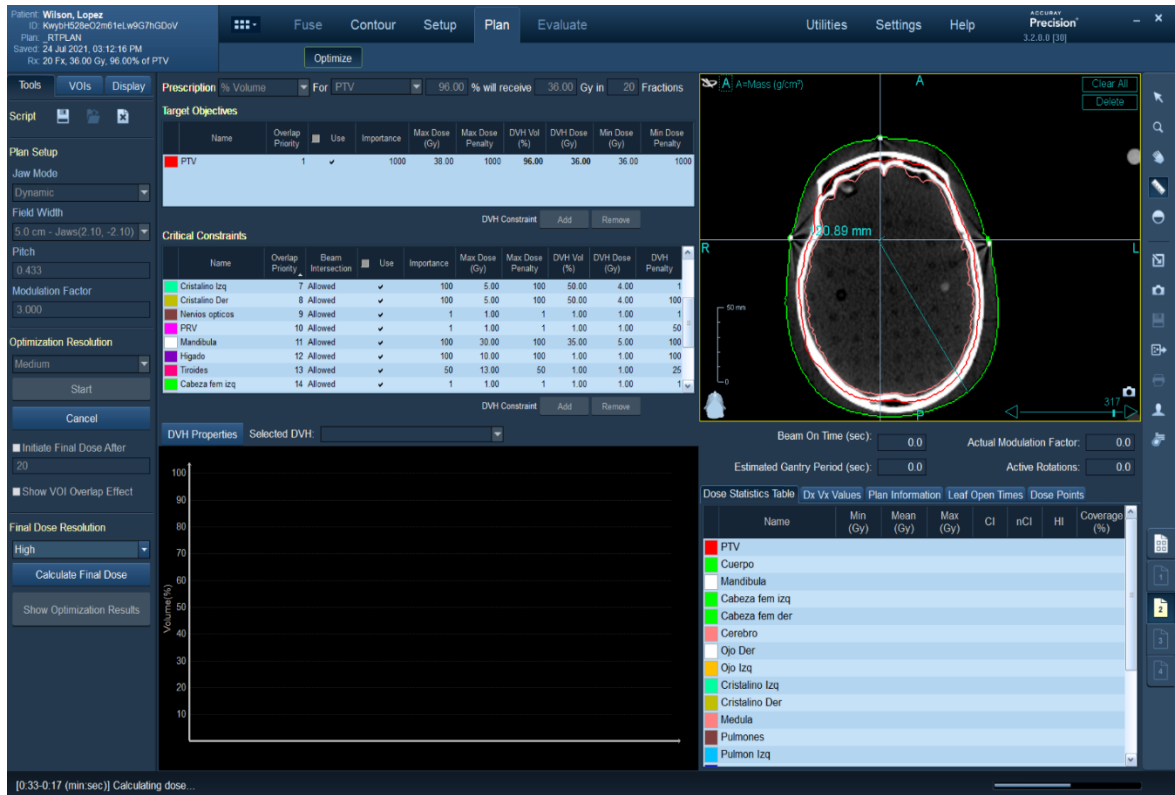 Patient: Wilson, Lopez
ID: KwybH528eO2m61eLw9G7hGDoV
Plan: _RTPLAN
Saved: 24 Jul 2021, 03:12:16 PM
Rx: 20 Fx, 36.00 Gy, 96.00% of PTV
Fuse Contour Setup Plan Evaluate Utilities Settings Help
ACCURAY
Precision
3.2.0.0 [38]
Optimize
Tools VOIs Display
Script
Plan Setup
Jaw Mode
Dynamic
Field Width
5.0 cm - Jaws(2.10, -2.10)
Pitch
0.433
Modulation Factor
3.000
Optimization Resolution
Medium
Start
Cancel
Initiate Final Dose After
20
Show VOI Overlap Effect
Final Dose Resolution
High
Calculate Final Dose
Show Optimization Results
Prescription % Volume For PTV 96.00 % will receive 36.00 Gy in 20 Fractions
Target Objectives
Name Overlap Priority Use Importance Max Dose (Gy) Max Dose Penalty DVH Vol (%) DVH Dose (Gy) Min Dose (Gy) Min Dose Penalty
PTV 1 1000 38.00 1000 96.00 36.00 36.00 1000
DVH Constraint Add Remove
Critical Constraints
Name Overlap Priority Beam Intersection Use Importance Max Dose (Gy) Max Dose Penalty DVH Vol (%) DVH Dose (Gy) DVH Penalty
Cristalino Izq 7 Allowed 100 5.00 100 50.00 4.00 1
Cristalino Der 8 Allowed 100 5.00 100 50.00 4.00 100
Nervios opticos 9 Allowed 1 1.00 1 1.00 1.00 1
PRV 10 Allowed 1 1.00 1 1.00 1.00 50
Mandibula 11 Allowed 100 30.00 100 35.00 5.00 100
Higado 12 Allowed 100 10.00 100 1.00 1.00 100
Tiroides 13 Allowed 50 13.00 50 1.00 1.00 25
Cabeza fem izq 14 Allowed 1 1.00 1 1.00 1.00 1
DVH Constraint Add Remove
DVH Properties Selected DVH:
100
90
80
70
60
50
40
30
20
10
Volume(%)
A A=Mass (g/cm³)
A
Clear All
Delete
R
L
P
50 mm
0
317
Beam On Time (sec): 0.0 Actual Modulation Factor: 0.0
Estimated Gantry Period (sec): 0.0 Active Rotations: 0.0
Dose Statistics Table Dx Vx Values Plan Information Leaf Open Times Dose Points
Name Min (Gy) Mean (Gy) Max (Gy) CI nCI HI Coverage (%)
PTV
Cuerpo
Mandibula
Cabeza fem izq
Cabeza fem der
Cerebro
Ojo Der
Ojo Izq
Cristalino Izq
Cristalino Der
Medula
Pulmones
Pulmon Izq
1
2
3
4
[0:33-0:17 (min:sec)] Calculating dose...